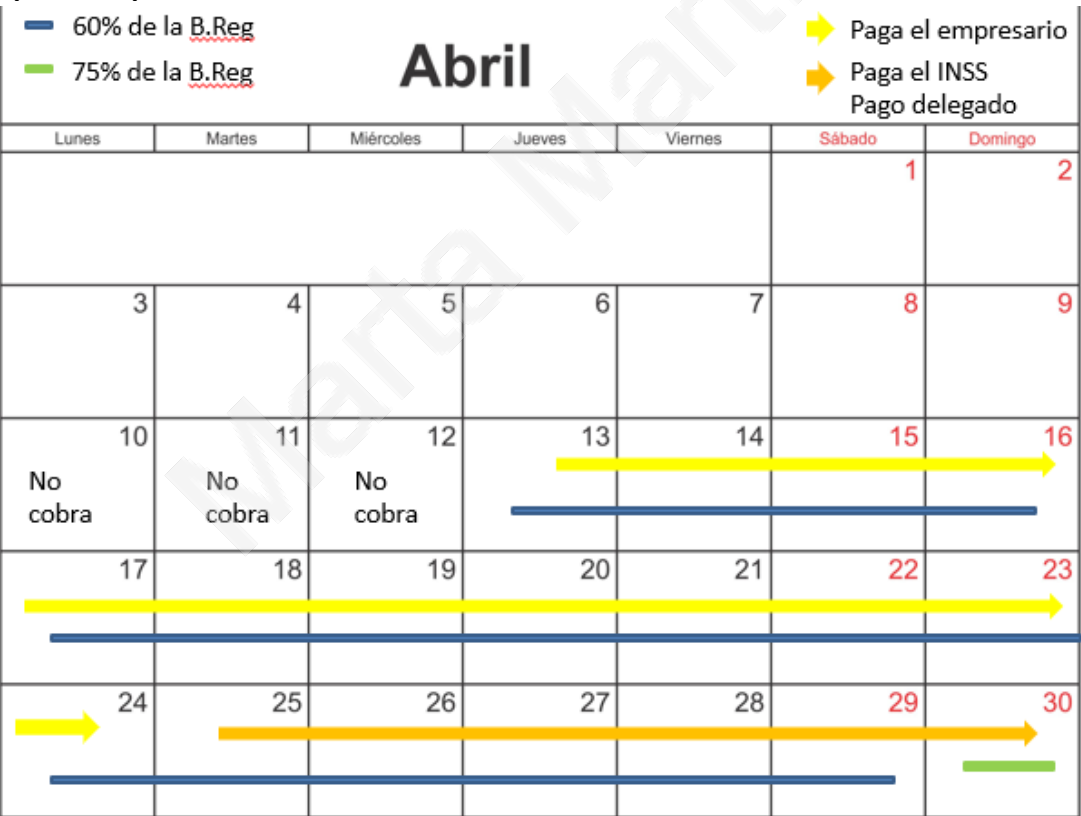 60% de la B.Reg
75% de la B.Reg
Abril
Paga el empresario
Paga el INSS
Pago delegado
Lunes Martes Miércoles Jueves Viernes Sábado Domingo
1 2
3 4 5 6 7 8 9
10 11 12 13 14 15 16
No cobra No cobra No cobra
17 18 19 20 21 22 23
24 25 26 27 28 29 30
Marta Mart